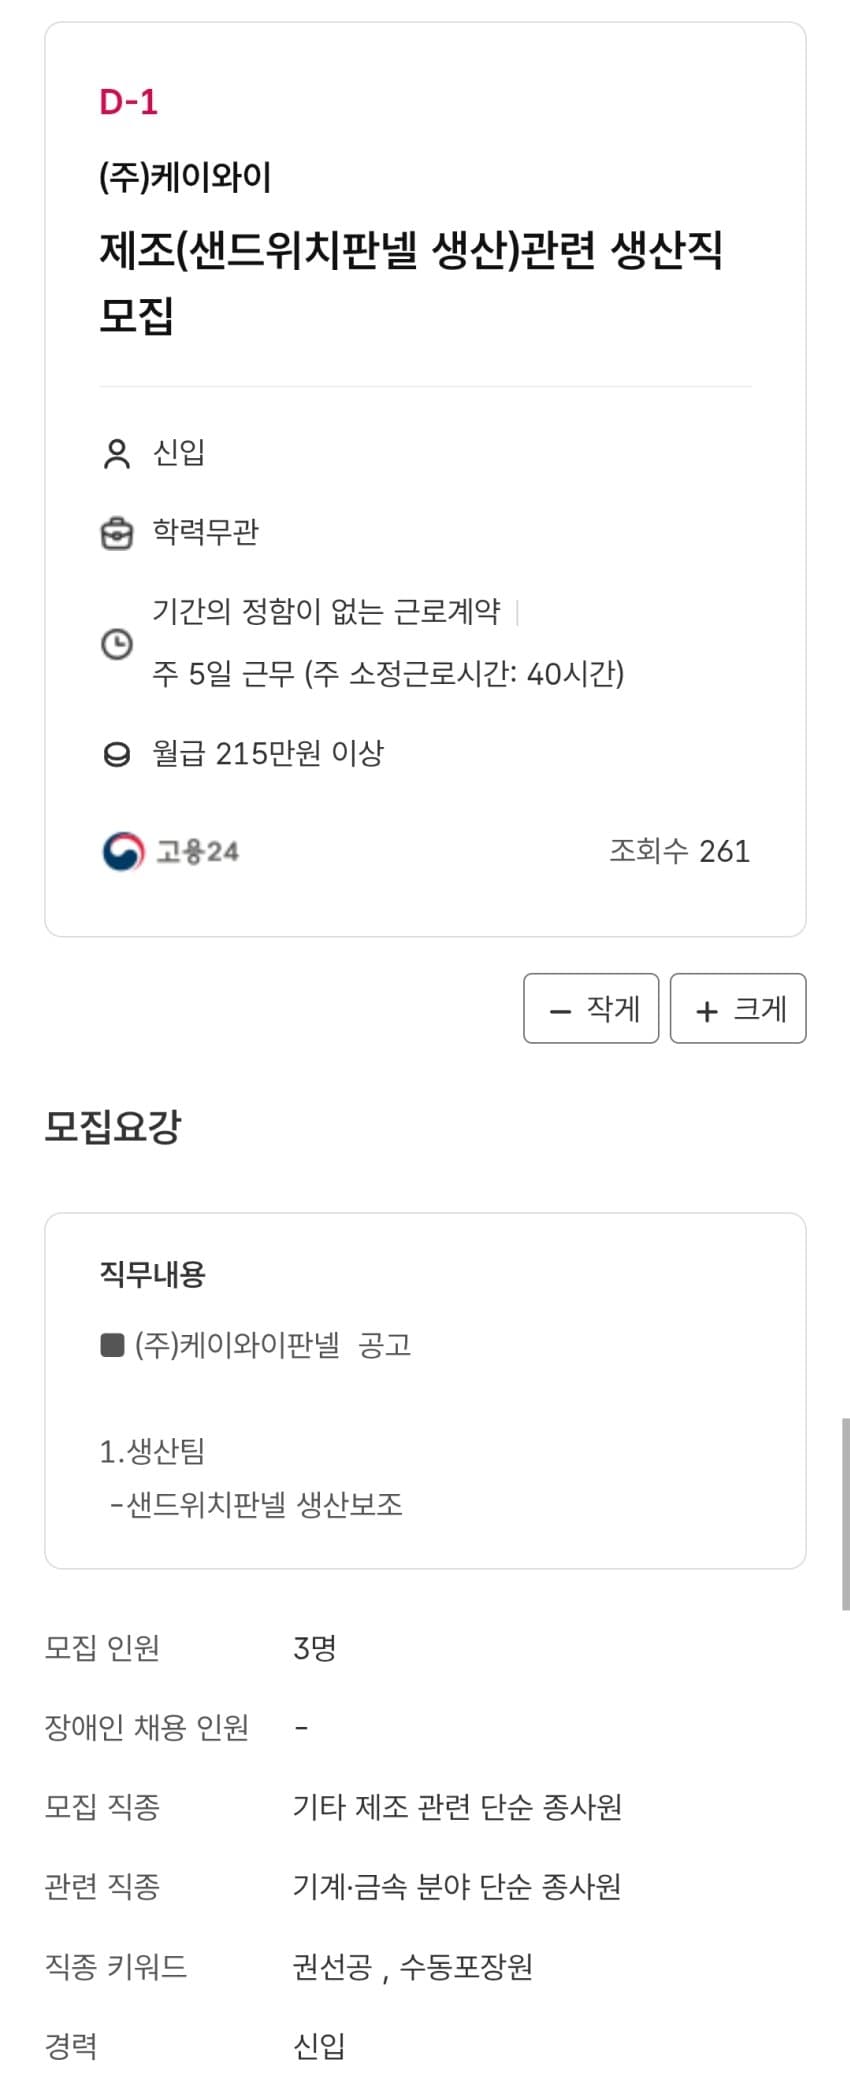 D-1
(주)케이와이
제조(샌드위치판넬 생산)관련 생산직
모집
신입
학력무관
기간의 정함이 없는 근로계약
주 5일 근무 (주 소정근로시간: 40시간)
월급 215만원 이상
고용24 조회수 261
− 작게 + 크게
모집요강
직무내용
■ (주)케이와이판넬 공고
1.생산팀
-샌드위치판넬 생산보조
모집 인원 3명
장애인 채용 인원 -
모집 직종 기타 제조 관련 단순 종사원
관련 직종 기계·금속 분야 단순 종사원
직종 키워드 권선공 , 수동포장원
경력 신입